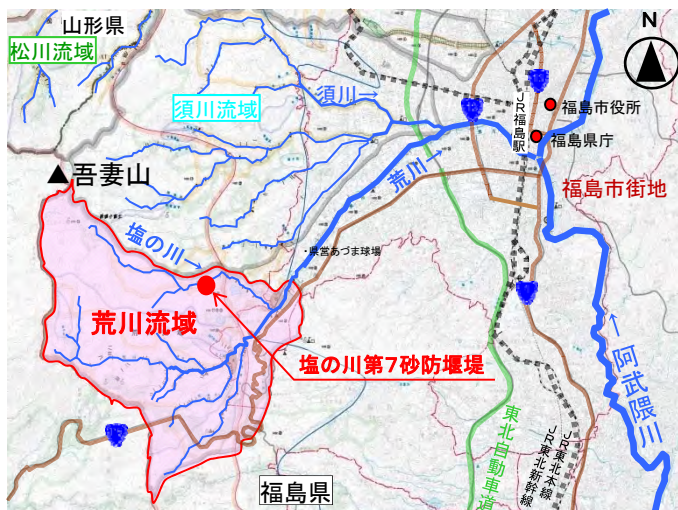 山形県
松川流域
須川流域
須川→
N
JR福島駅
福島市役所
福島県庁
吾妻山
荒川→
福島市街地
塩の川→
・県営あづま球場
荒川流域
塩の川第7砂防堰堤
→阿武隈川
東北自動車道
JR東北本線
JR東北新幹線
福島県